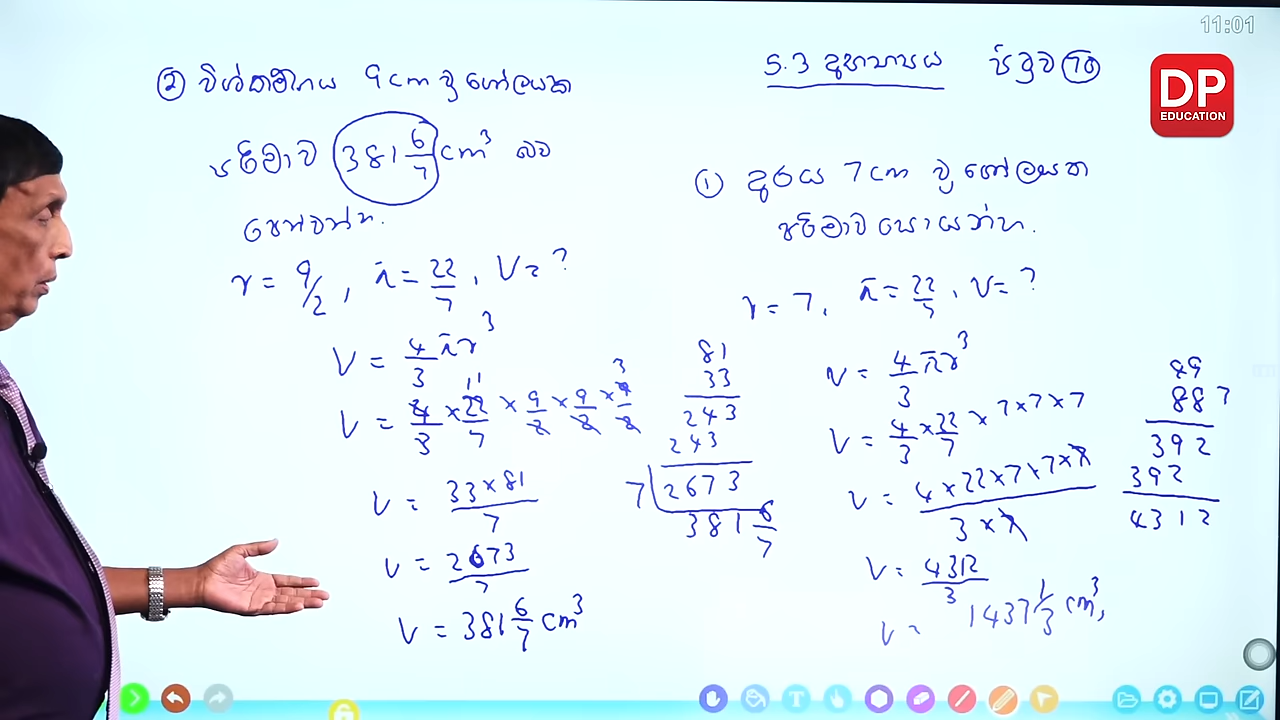 11:01
5.3 අභ්‍යාසය පිටුව 70
DP
EDUCATION
① අරය 7cm වූ ගෝලයක
පරිමාව සොයන්න.
r = 7, π = 22/7, V = ?
V = 4/3 πr³
V = 4/3 × 22/7 × 7 × 7 × 7
V = 4 × 22 × 7 × 7 × 7 / 3 × 7
V = 4312/3
V = 1437 1/3 cm³
49
88
392
392
4312
② විශ්කම්භය 9cm වූ ගෝලයක
පරිමාව 381 6/7 cm³ බව
පෙන්වන්න.
r = 9/2, π = 22/7, V = ?
V = 4/3 πr³
V = 4/3 × 22/7 × 9/2 × 9/2 × 9/2
11 3
V = 33 × 81 / 7
V = 2673/7
V = 381 6/7 cm³
81
33
243
243
7 2673
381 6/7